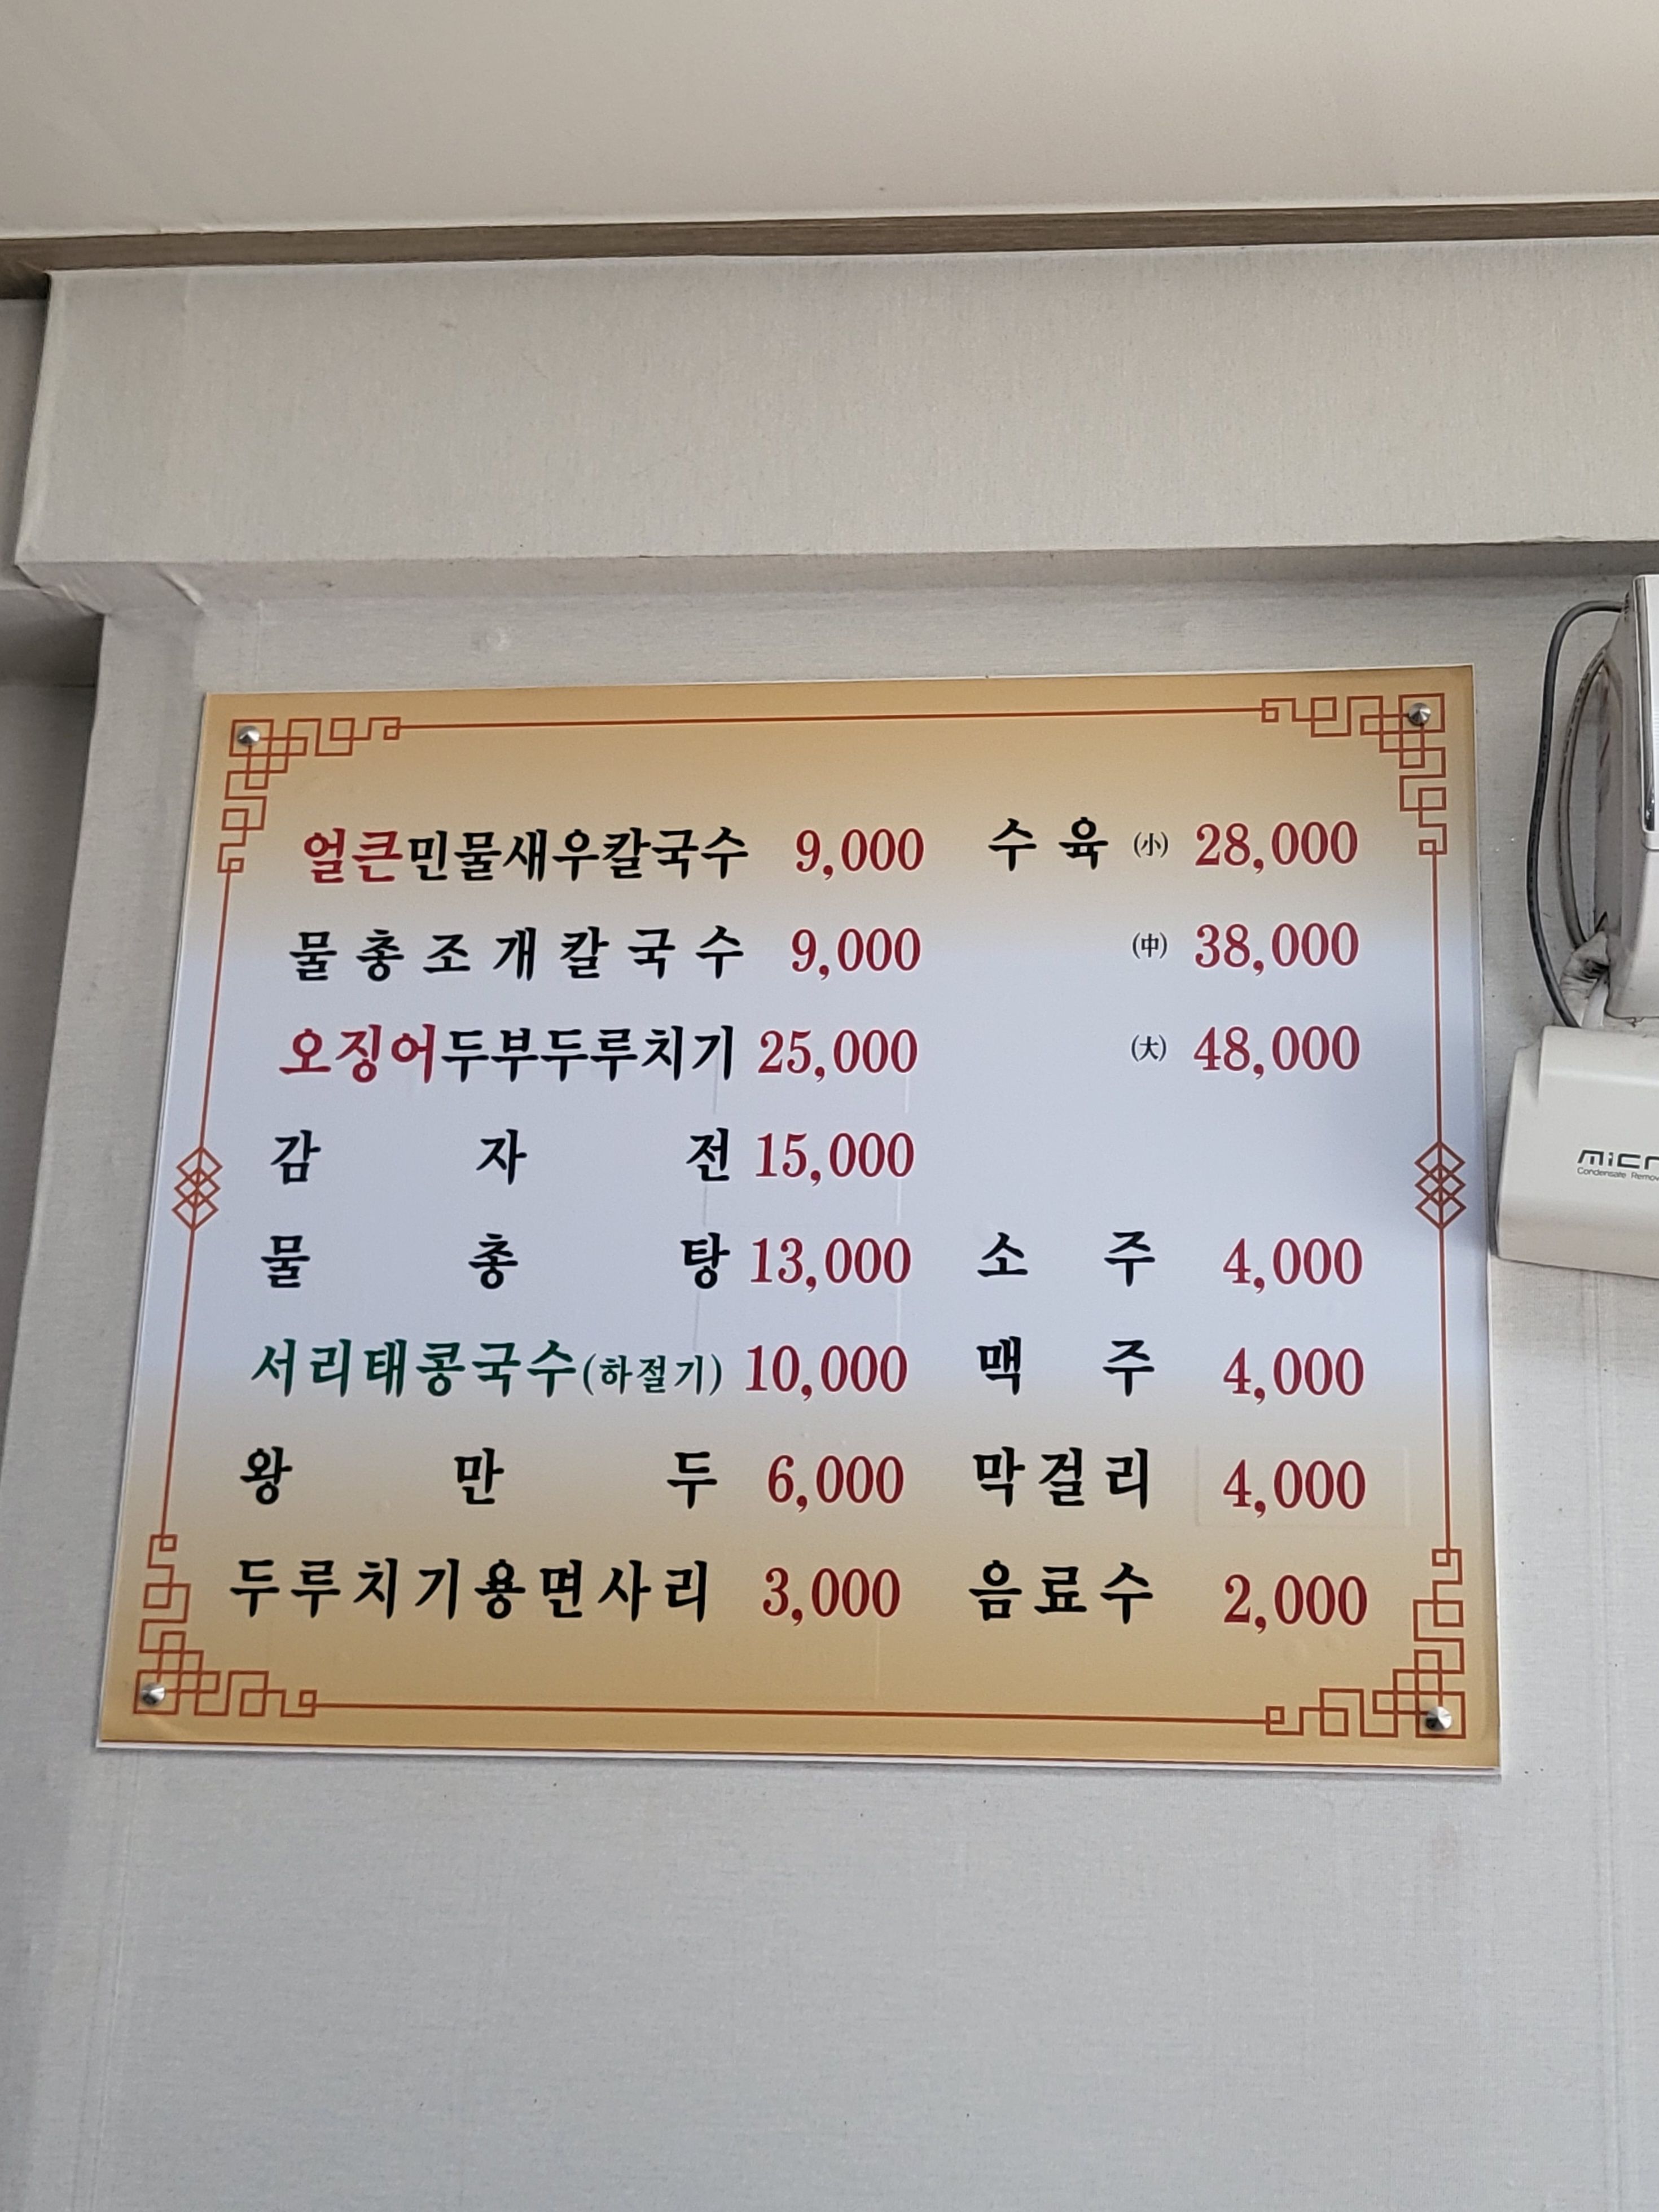 얼큰민물새우칼국수 9,000
물총조개칼국수 9,000
오징어두부두루치기 25,000
감자전 15,000
물총탕 13,000
서리태콩국수(하절기) 10,000
왕만두 6,000
두루치기용면사리 3,000
수육 (小) 28,000
(中) 38,000
(大) 48,000
소주 4,000
맥주 4,000
막걸리 4,000
음료수 2,000
Condensate